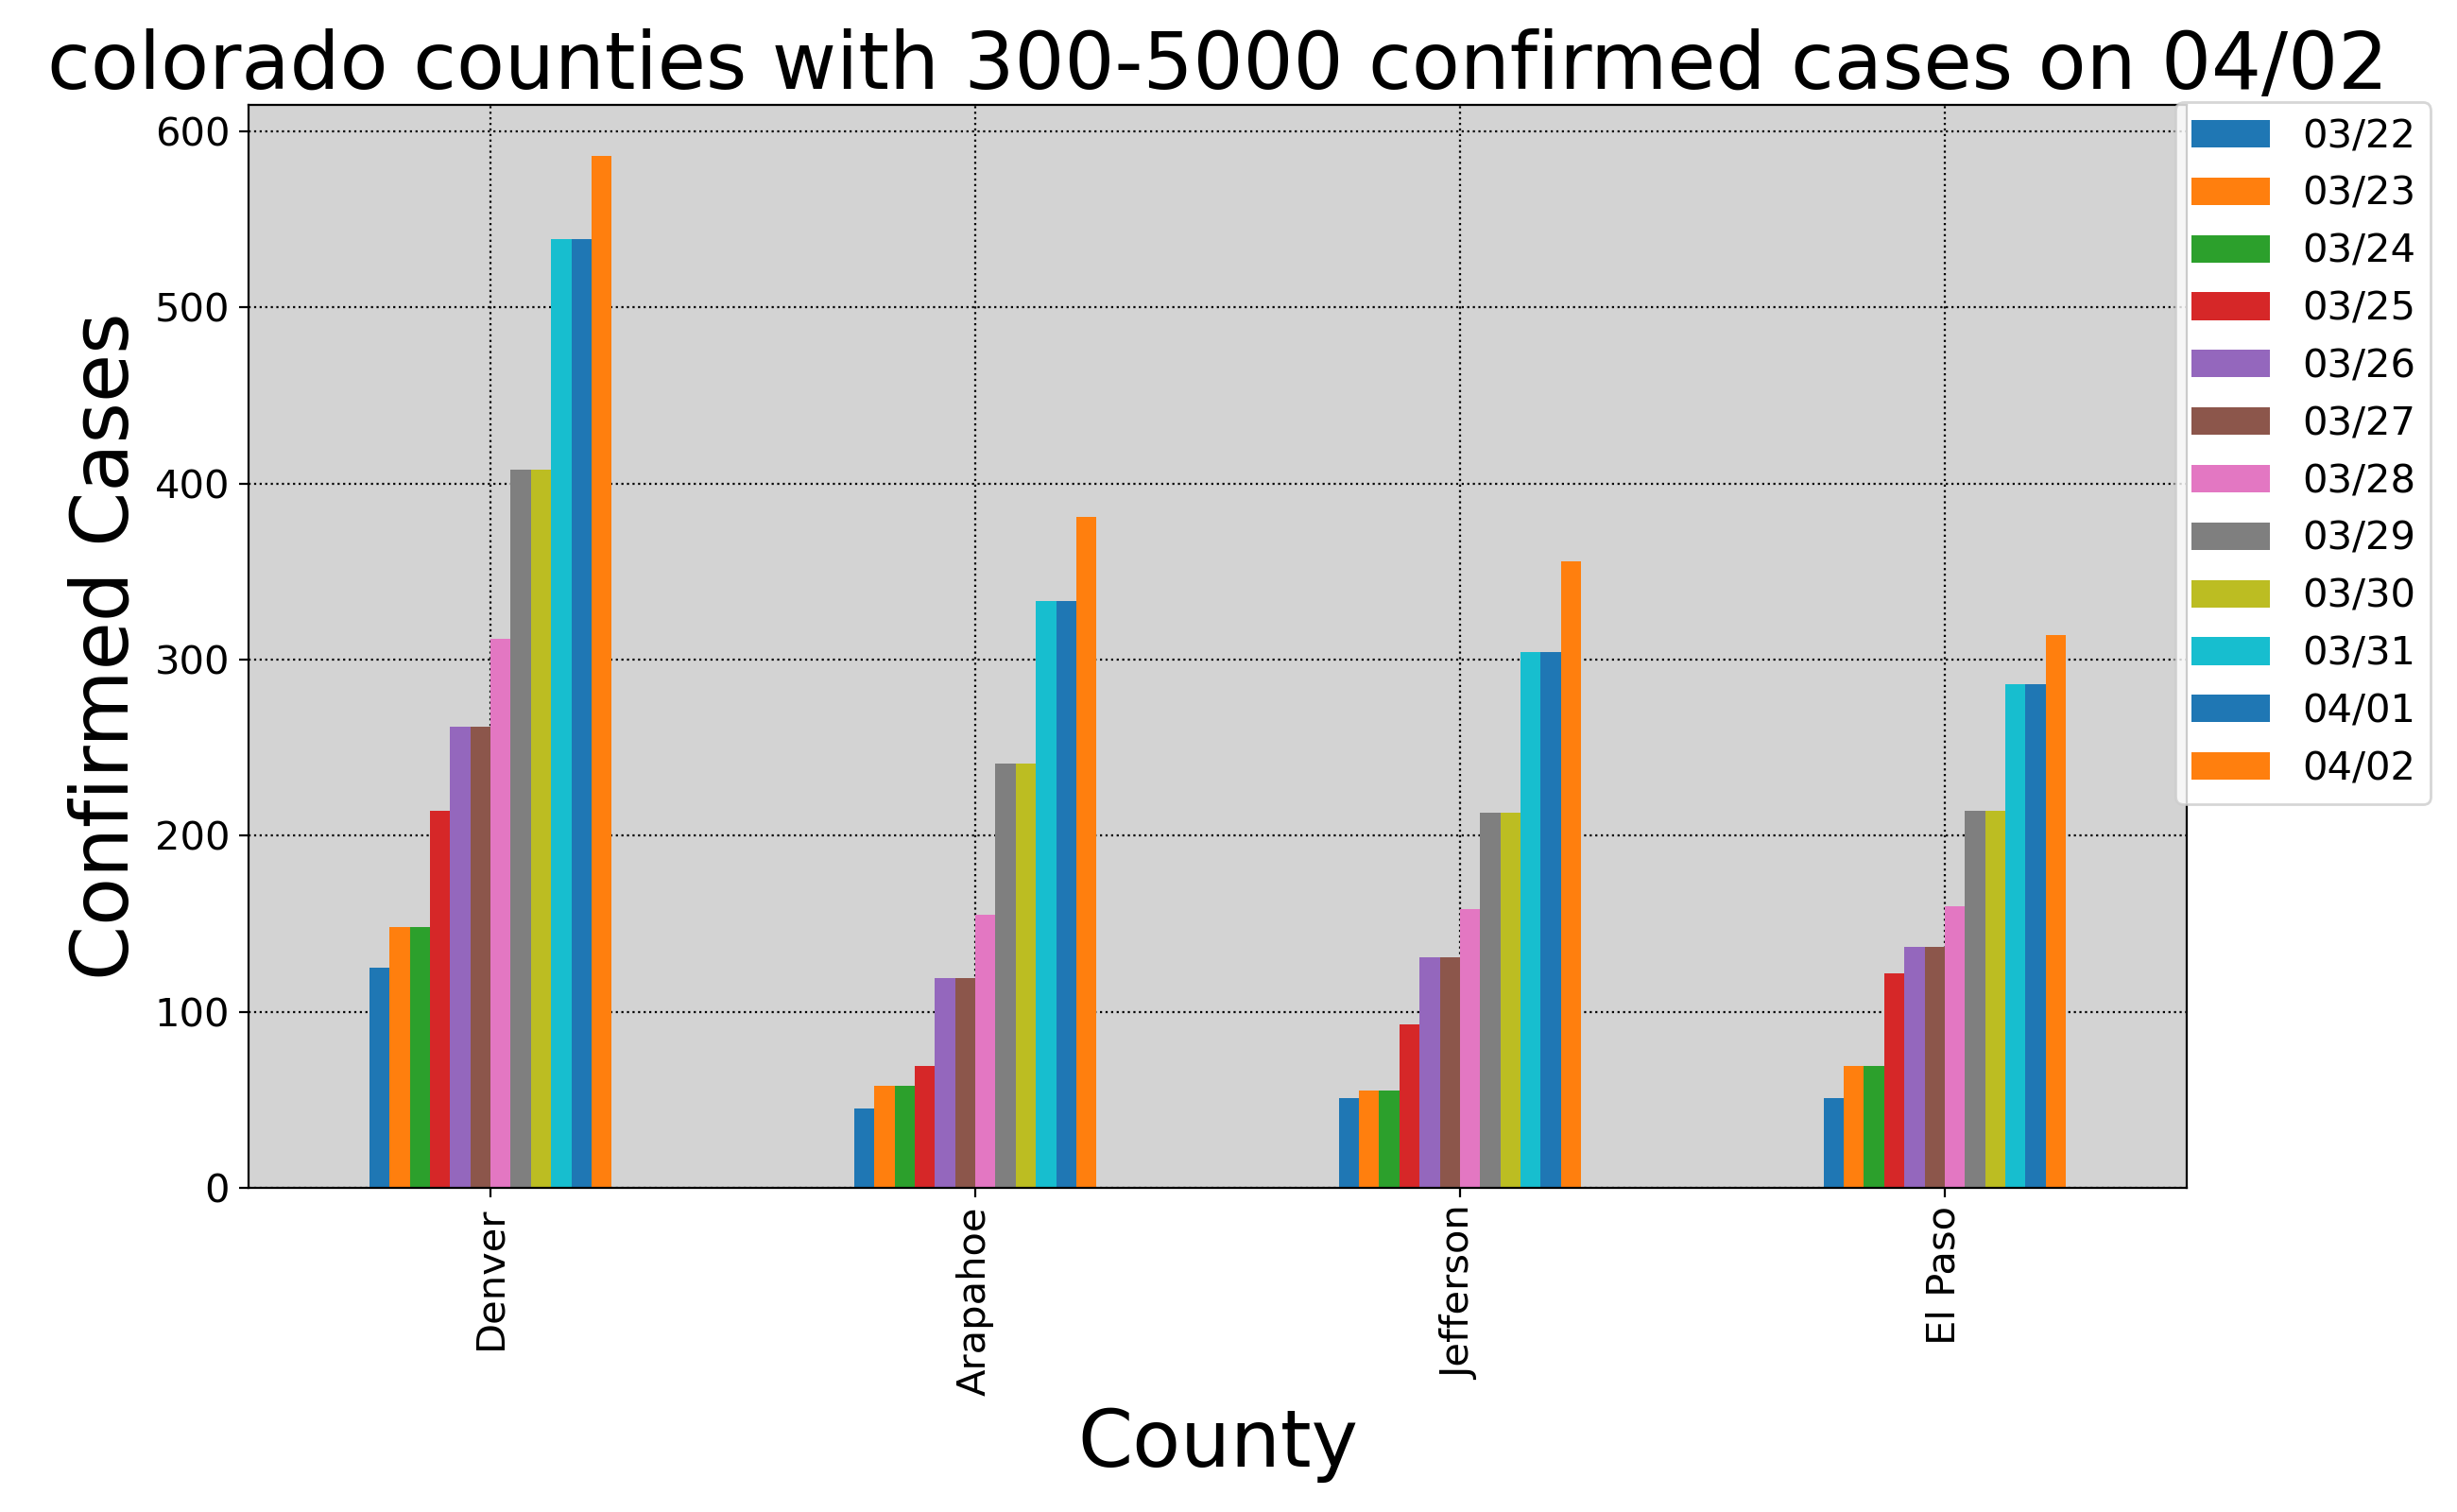 colorado counties with 300-5000 confirmed cases on 04/02
Confirmed Cases
600
500
400
300
200
100
0
03/22
03/23
03/24
03/25
03/26
03/27
03/28
03/29
03/30
03/31
04/01
04/02
Denver
Arapahoe
Jefferson
El Paso
County